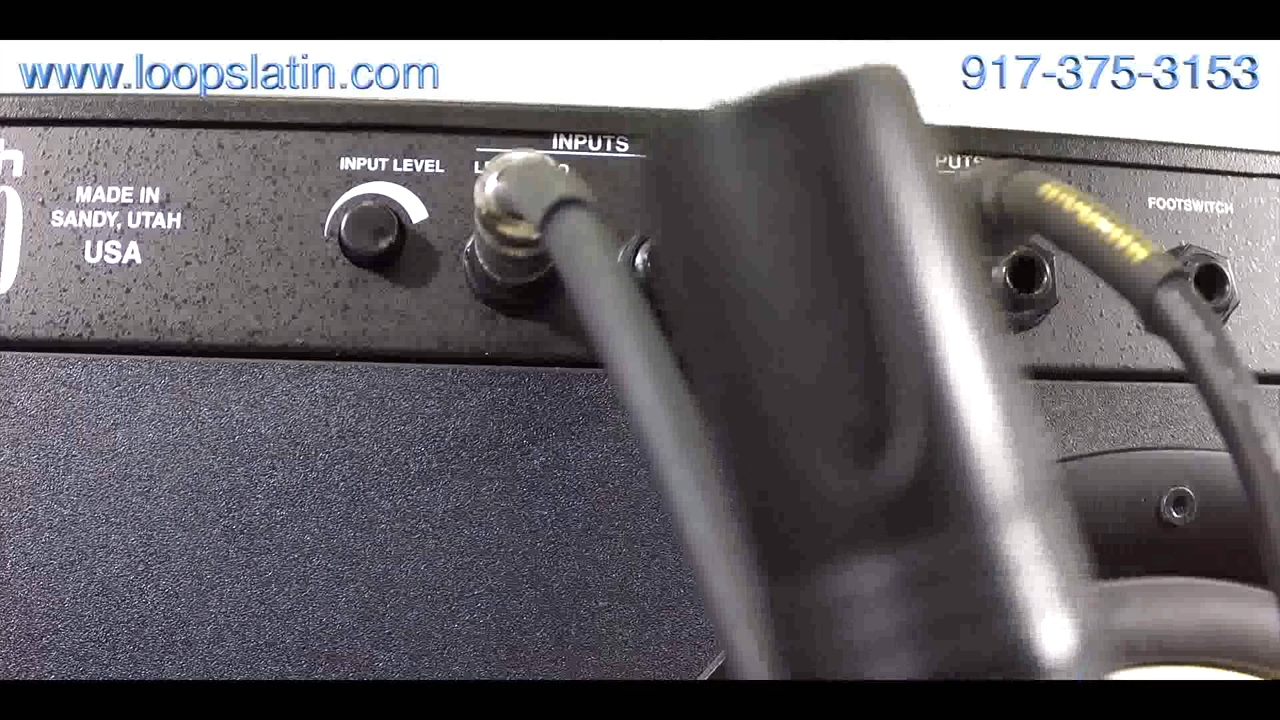 www.loopslatin.com
917-375-3153
INPUTS
INPUT LEVEL
MADE IN
SANDY, UTAH
USA
FOOTSWITCH